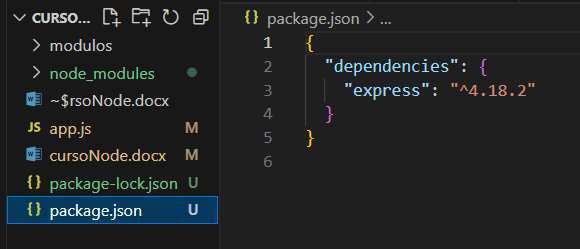 CURSO...
modulos
node_modules
~$rsoNode.docx
JS app.js M
cursoNode.docx M
{} package-lock.json U
{} package.json U
{} package.json > ...
1 {
2 "dependencies": {
3 "express": "^4.18.2"
4 }
5 }
6